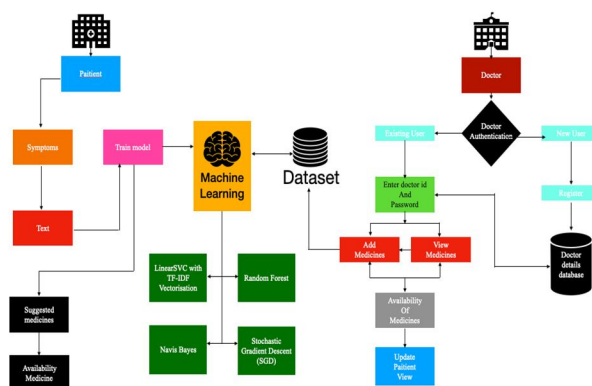 Paitient
Symptoms
Text
Train model
Machine
Learning
Dataset
LinearSVC with
TF-IDF
Vectorisation
Random Forest
Navis Bayes
Stochastic
Gradient Descent
(SGD)
Suggested
medicines
Availability
Medicine
Doctor
Doctor
Authentication
Existing User
New User
Enter doctor id
And
Password
Register
Add
Medicines
View
Medicines
Doctor
details
database
Availability
Of
Medicines
Update
Paitient
View